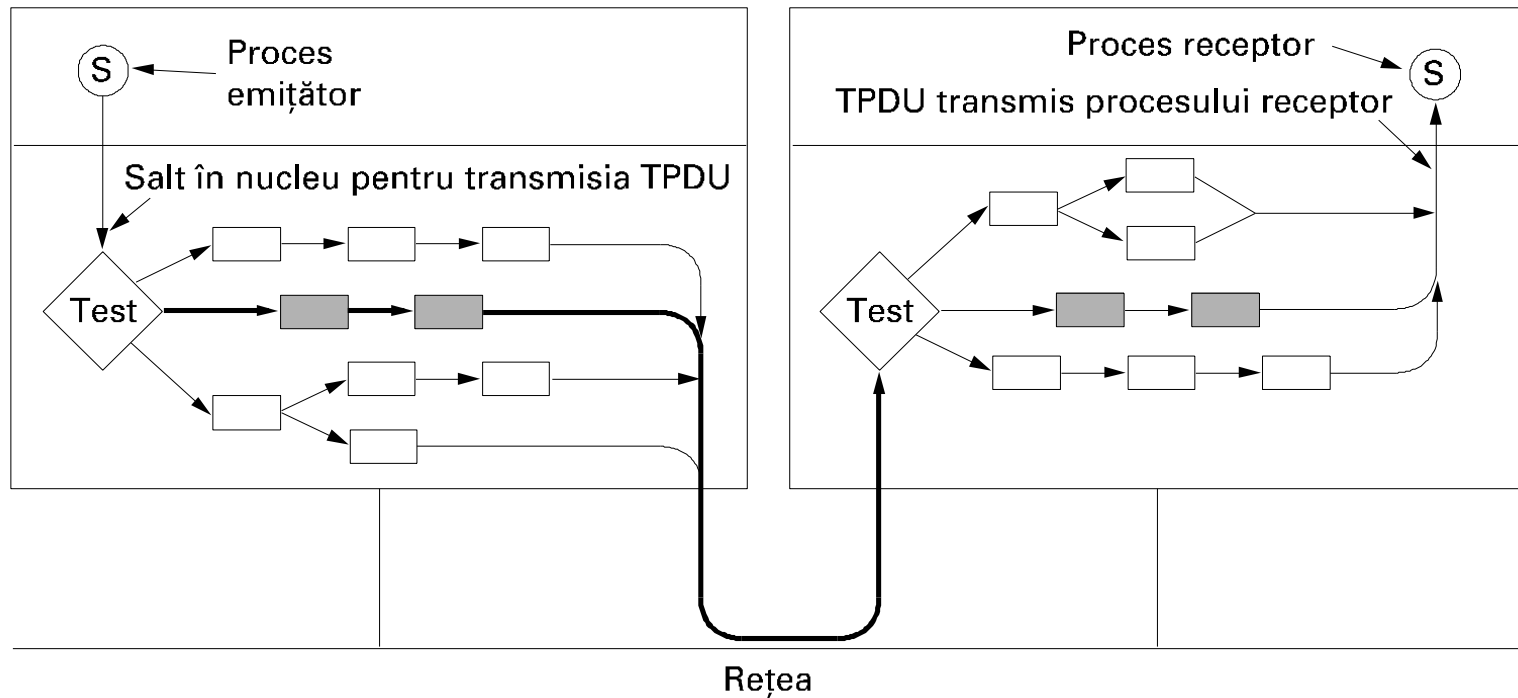 S
Proces
emițător
Salt în nucleu pentru transmisia TPDU
Test
Proces receptor
S
TPDU transmis procesului receptor
Test
Rețea